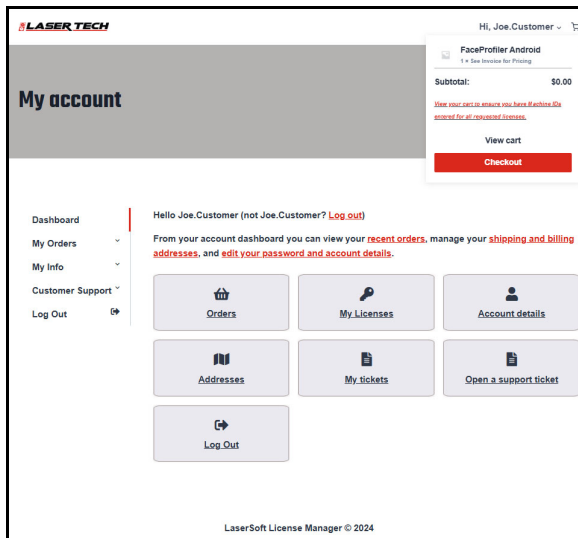 LASER TECH
Hi, Joe.Customer
FaceProfiler Android
1 × See Invoice for Pricing
Subtotal: $0.00
View your cart to ensure you have Machine IDs
entered for all requested licenses.
View cart
Checkout
My account
Dashboard
My Orders
My Info
Customer Support
Log Out
Hello Joe.Customer (not Joe.Customer? Log out)
From your account dashboard you can view your recent orders, manage your shipping and billing
addresses, and edit your password and account details.
Orders
My Licenses
Account details
Addresses
My tickets
Open a support ticket
Log Out
LaserSoft License Manager © 2024